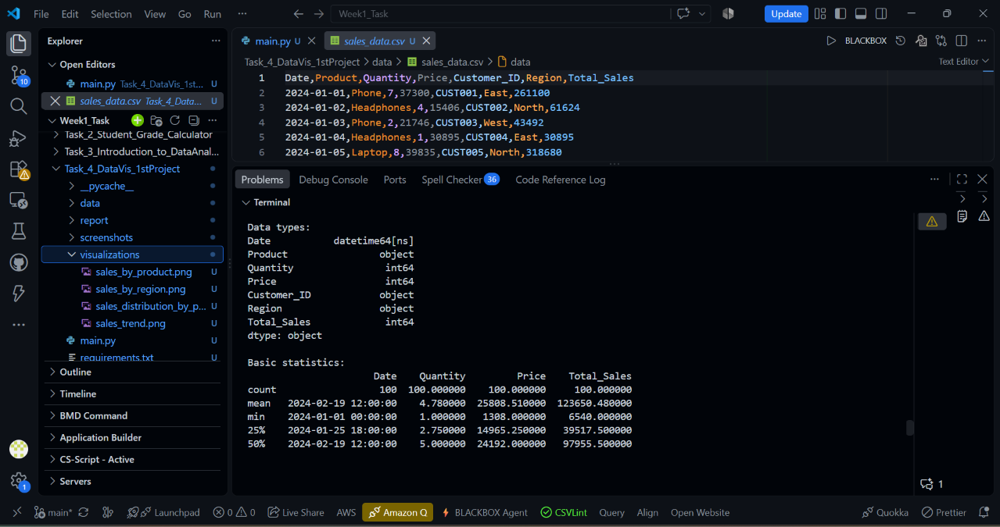 File Edit Selection View Go Run ··· Week1_Task Update
Explorer ···
Open Editors
main.py Task_4_DataVis_1st... U
sales_data.csv Task_4_Data... U
Week1_Task
Task_2_Student_Grade_Calculator
Task_3_Introduction_to_DataAnal...
Task_4_DataVis_1stProject
__pycache__
data
report
screenshots
visualizations
sales_by_product.png U
sales_by_region.png U
sales_distribution_by_p... U
sales_trend.png U
main.py U
requirements.txt U
Outline
Timeline
BMD Command
Application Builder
CS-Script - Active
Servers
10
1
main.py U sales_data.csv U BLACKBOX
Task_4_DataVis_1stProject > data > sales_data.csv > data Text Editor
1 Date,Product,Quantity,Price,Customer_ID,Region,Total_Sales
2 2024-01-01,Phone,7,37300,CUST001,East,261100
3 2024-01-02,Headphones,4,15406,CUST002,North,61624
4 2024-01-03,Phone,2,21746,CUST003,West,43492
5 2024-01-04,Headphones,1,30895,CUST004,East,30895
6 2024-01-05,Laptop,8,39835,CUST005,North,318680
Problems Debug Console Ports Spell Checker 36 Code Reference Log
Terminal
Data types:
Date datetime64[ns]
Product object
Quantity int64
Price int64
Customer_ID object
Region object
Total_Sales int64
dtype: object
Basic statistics:
Date Quantity Price Total_Sales
count 100 100.000000 100.000000 100.000000
mean 2024-02-19 12:00:00 4.780000 25808.510000 123650.480000
min 2024-01-01 00:00:00 1.000000 1308.000000 6540.000000
25% 2024-01-25 18:00:00 2.750000 14965.250000 39517.500000
50% 2024-02-19 12:00:00 5.000000 24192.000000 97955.500000
1
main* Launchpad 0 0 Live Share AWS Amazon Q BLACKBOX Agent CSVLint Query Align Open Website Quokka Prettier